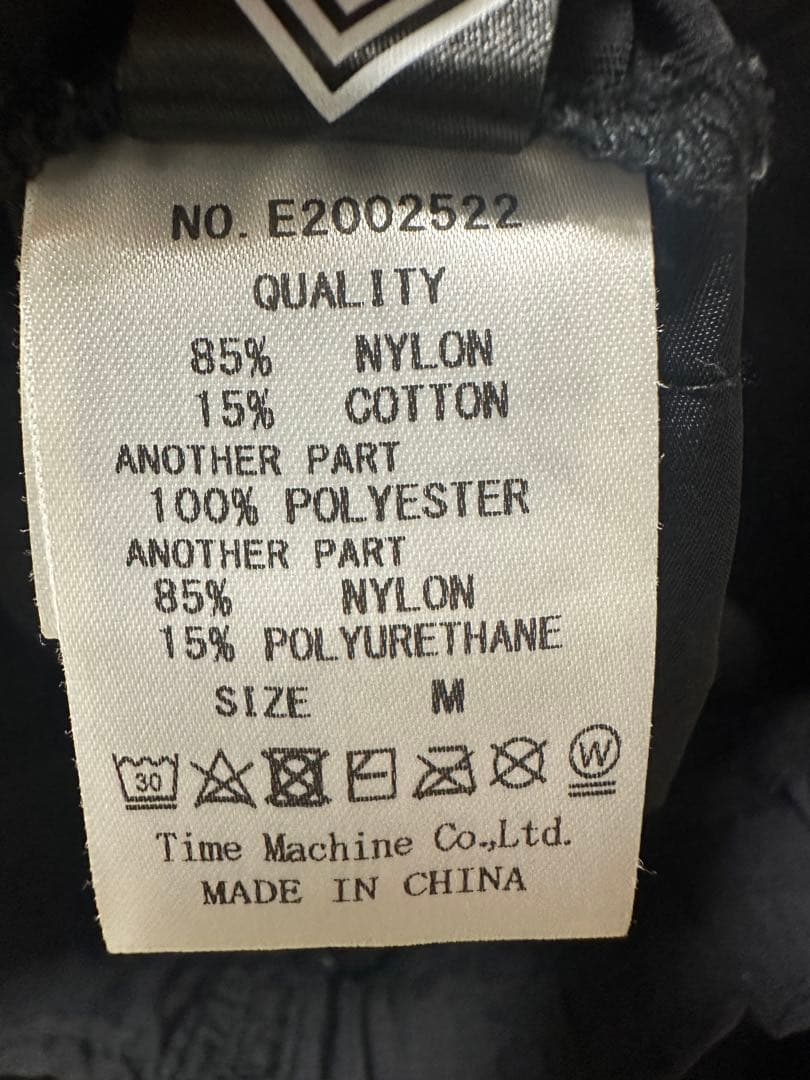 NO. E2002522
QUALITY
85% NYLON
15% COTTON
ANOTHER PART
100% POLYESTER
ANOTHER PART
85% NYLON
15% POLYURETHANE
SIZE M
30 W
Time Machine Co.,Ltd.
MADE IN CHINA